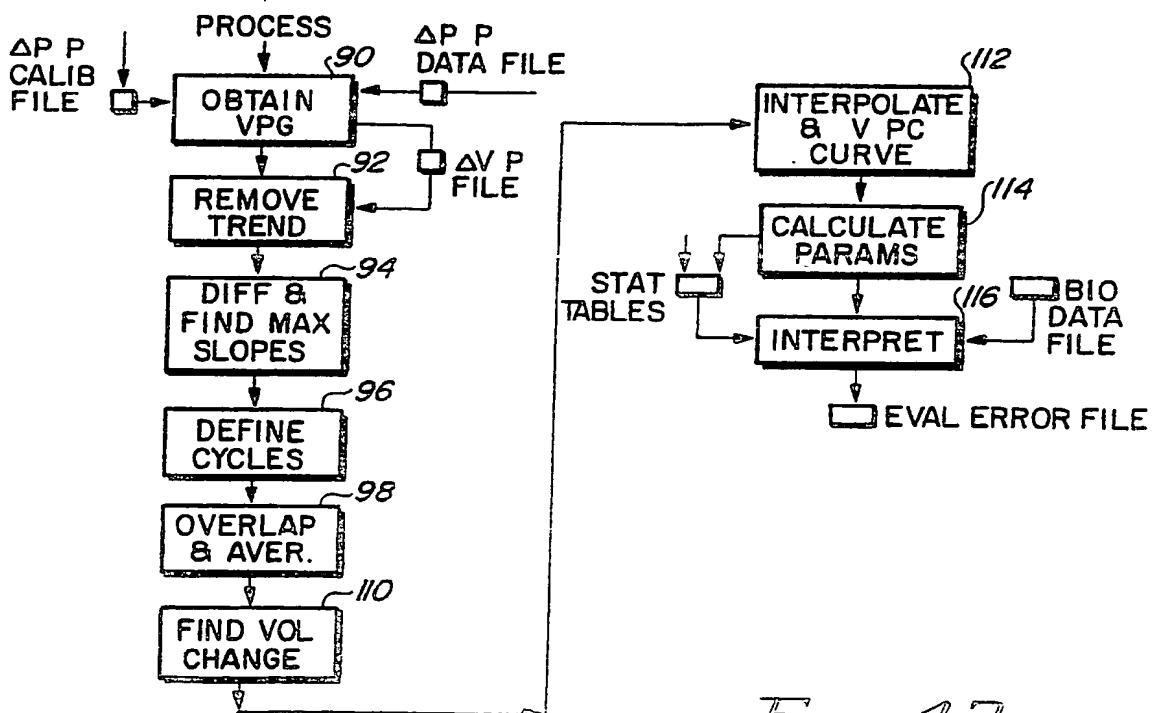 PROCESS
ΔP P
CALIB
FILE
90
ΔP P
DATA FILE
OBTAIN
VPG
ΔV P
FILE
92
REMOVE
TREND
94
DIFF &
FIND MAX
SLOPES
96
DEFINE
CYCLES
98
OVERLAP
& AVER.
110
FIND VOL
CHANGE
112
INTERPOLATE
& V PC
CURVE
114
CALCULATE
PARAMS
STAT
TABLES
116
BIO
DATA
FILE
INTERPRET
EVAL ERROR FILE